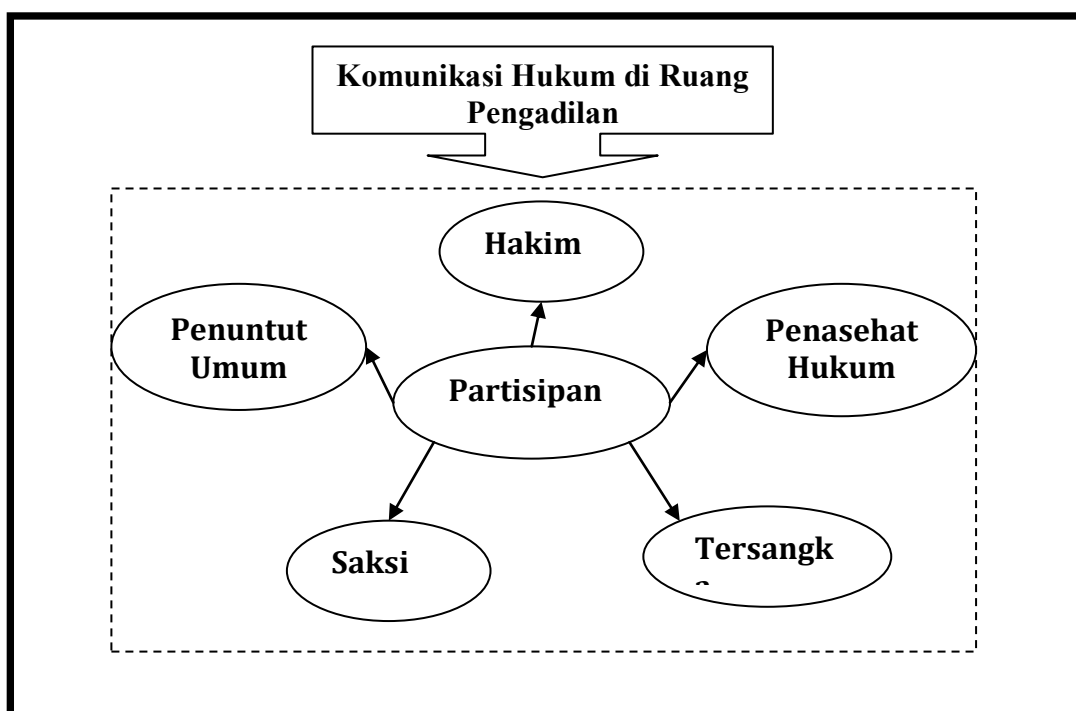 Komunikasi Hukum di Ruang
Pengadilan
Hakim
Penuntut
Umum
Penasehat
Hukum
Partisipan
Saksi
Tersangk